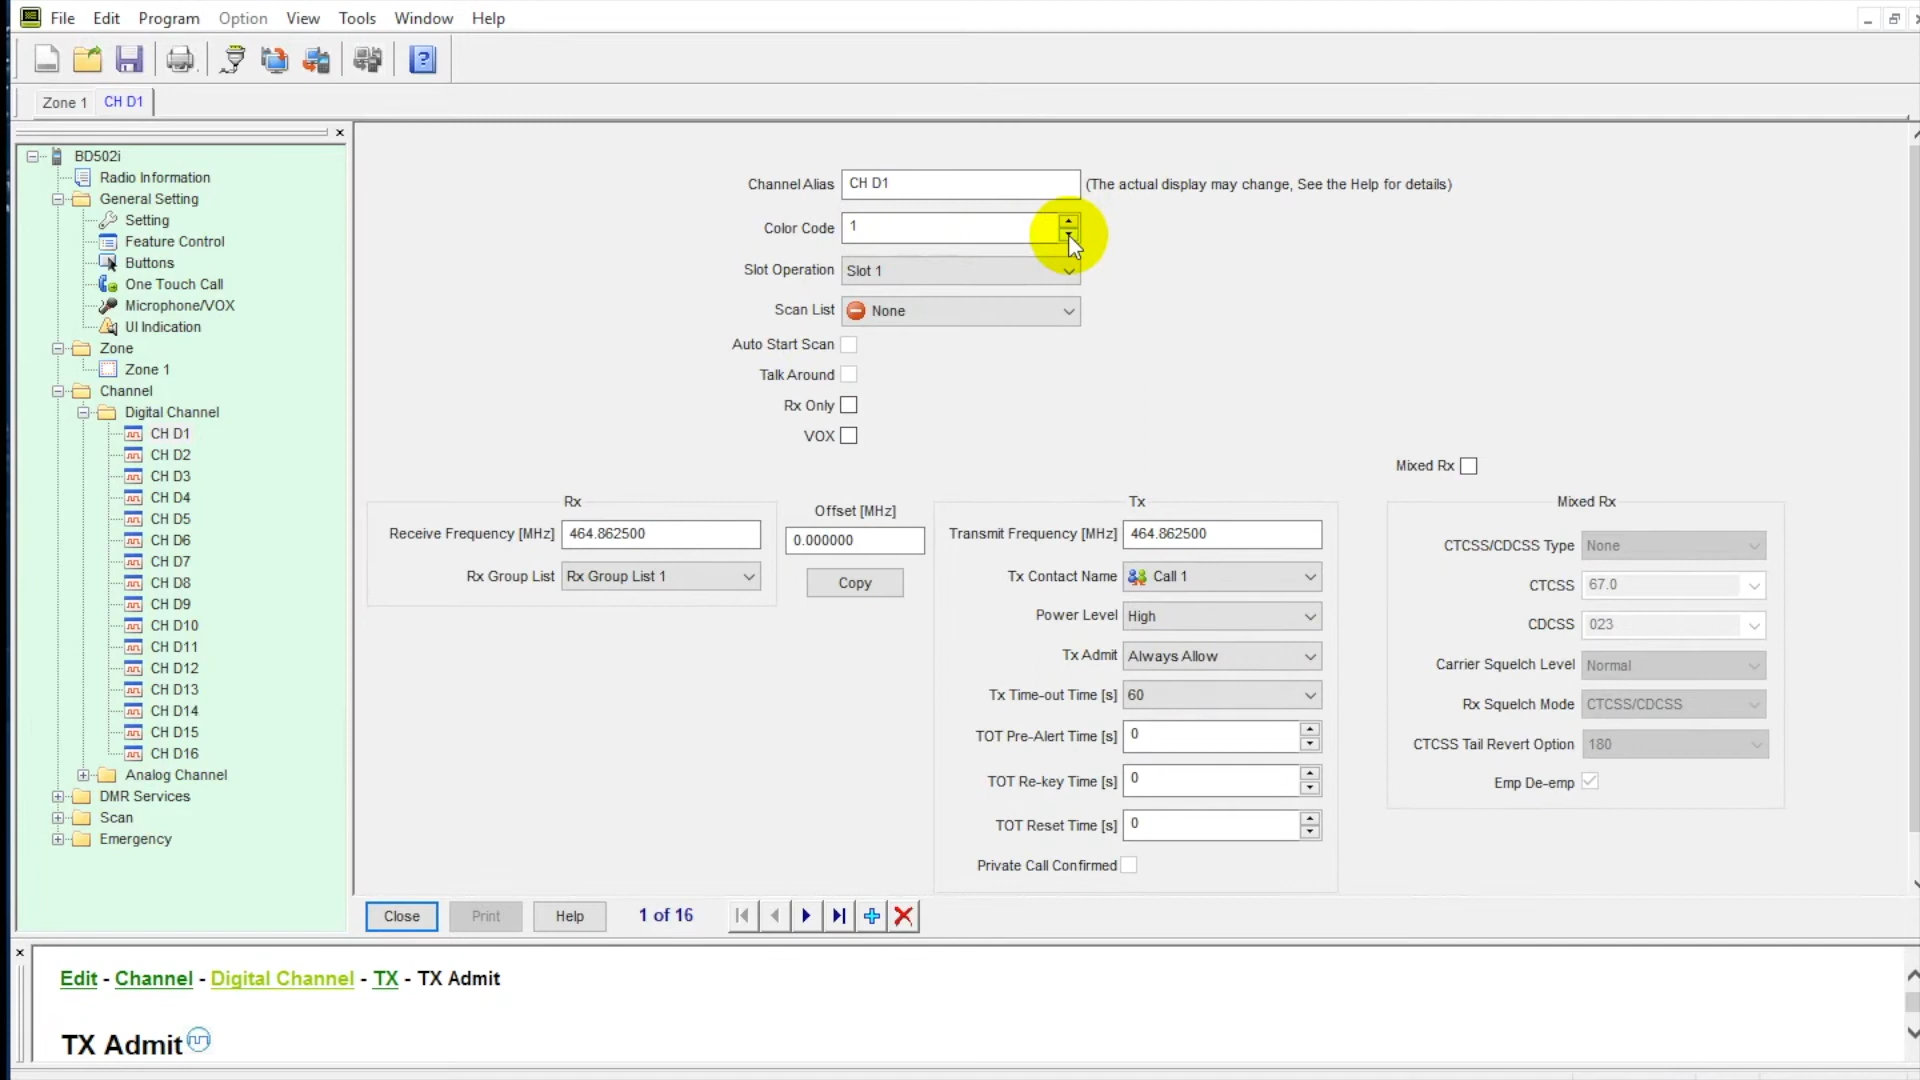 File Edit Program Option View Tools Window Help
Zone 1 CH D1
BD502i
Radio Information
General Setting
Setting
Feature Control
Buttons
One Touch Call
Microphone/VOX
UI Indication
Zone
Zone 1
Channel
Digital Channel
CH D1
CH D2
CH D3
CH D4
CH D5
CH D6
CH D7
CH D8
CH D9
CH D10
CH D11
CH D12
CH D13
CH D14
CH D15
CH D16
Analog Channel
DMR Services
Scan
Emergency
Channel Alias CH D1 (The actual display may change, See the Help for details)
Color Code 1
Slot Operation Slot 1
Scan List None
Auto Start Scan
Talk Around
Rx Only
VOX
Mixed Rx
Rx
Receive Frequency [MHz] 464.862500
Rx Group List Rx Group List 1
Offset [MHz]
0.000000
Copy
Tx
Transmit Frequency [MHz] 464.862500
Tx Contact Name Call 1
Power Level High
Tx Admit Always Allow
Tx Time-out Time [s] 60
TOT Pre-Alert Time [s] 0
TOT Re-key Time [s] 0
TOT Reset Time [s] 0
Private Call Confirmed
Mixed Rx
CTCSS/CDCSS Type None
CTCSS 67.0
CDCSS 023
Carrier Squelch Level Normal
Rx Squelch Mode CTCSS/CDCSS
CTCSS Tail Revert Option 180
Emp De-emp
Close Print Help 1 of 16
Edit - Channel - Digital Channel - TX - TX Admit
TX Admit